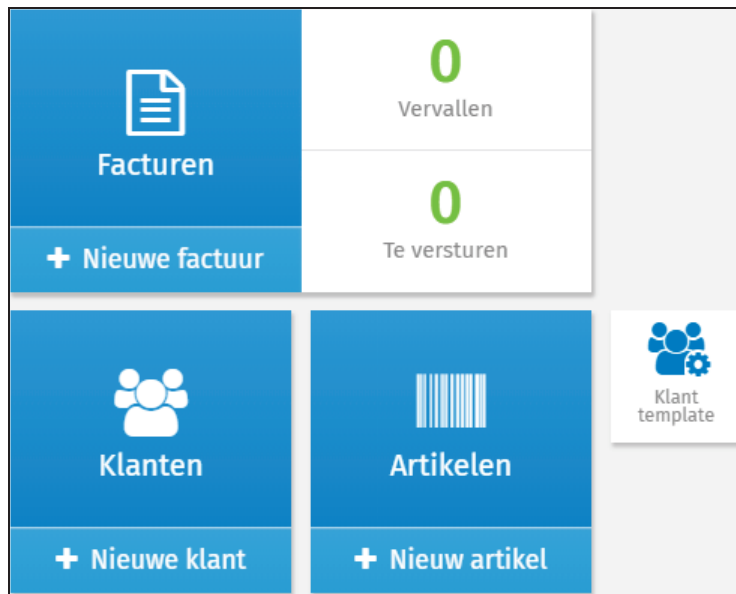 0
Vervallen
Facturen
0
Te versturen
+ Nieuwe factuur
Klanten
Artikelen
Klant
template
+ Nieuwe klant
+ Nieuw artikel